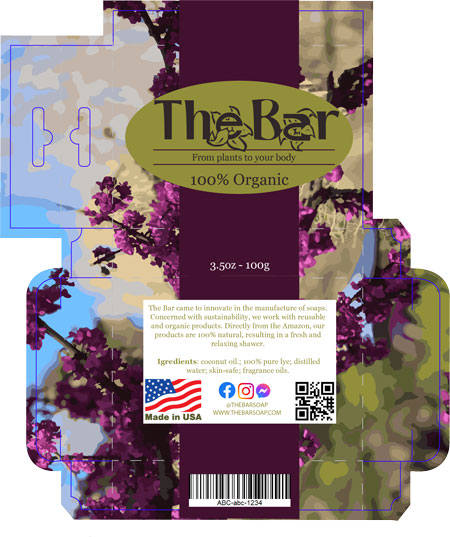 The Bar
From plants to your body
100% Organic
3.5oz - 100g
The Bar came to innovate in the manufacture of soaps.
Concerned with sustainability, we work with reusable
and organic products. Directly from the Amazon, our
products are 100% natural, resulting in a fresh and
relaxing shawer.
Igredients: coconut oil.; 100% pure lye; distilled
water; skin-safe; fragrance oils.
Made in USA
@THEBARSOAP
WWW.THEBARSOAP.COM
ABC-abc-1234